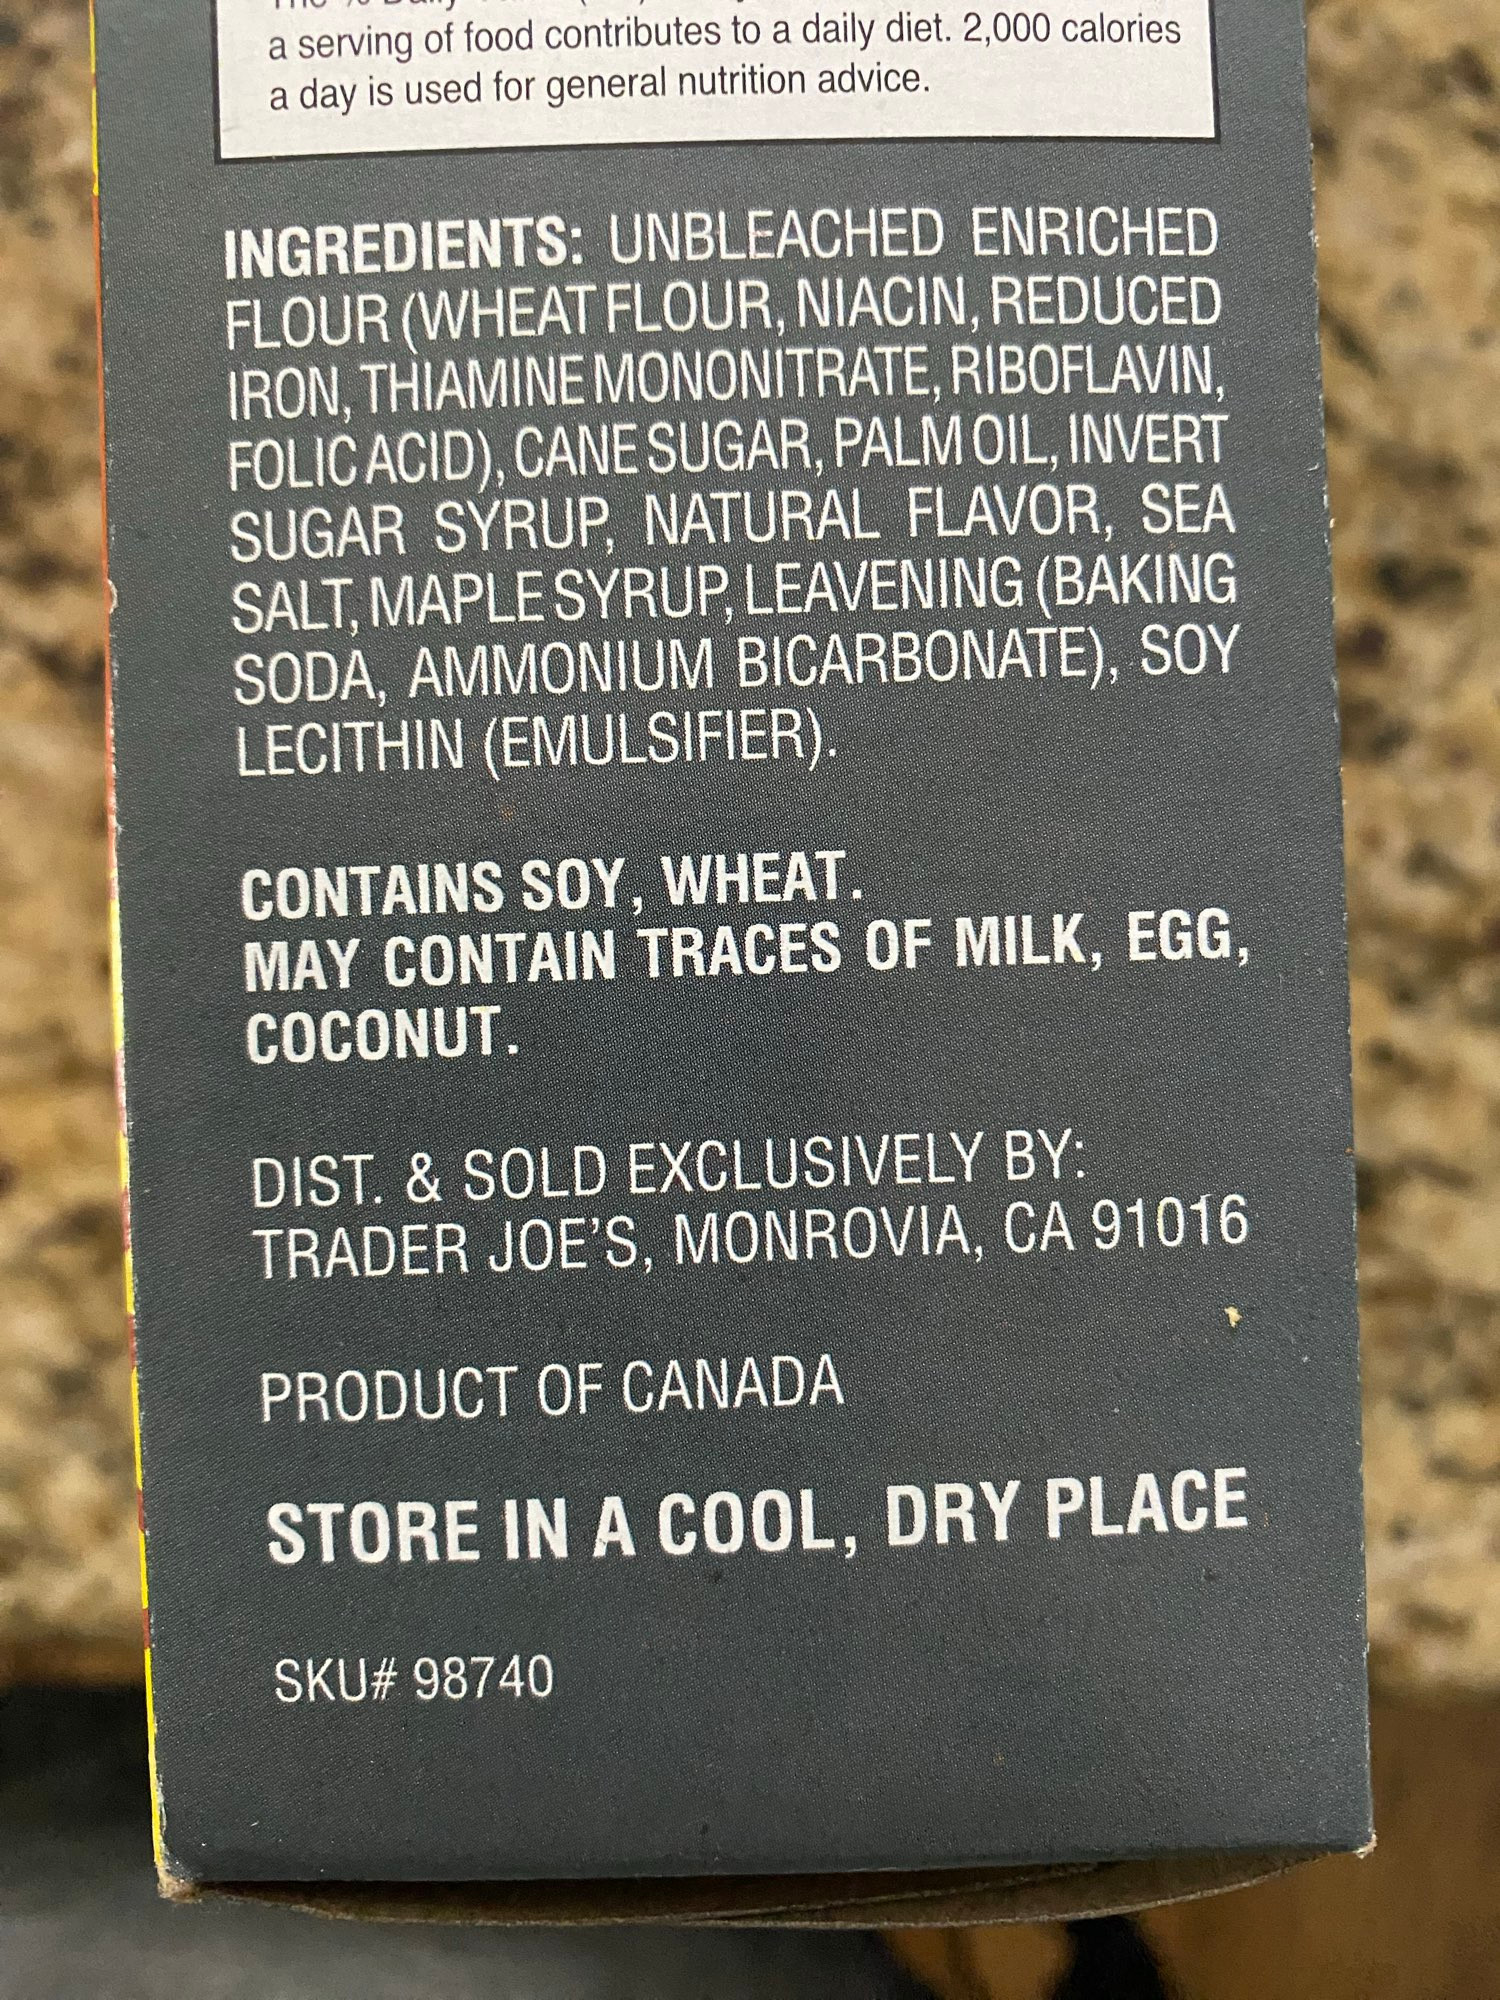 a serving of food contributes to a daily diet. 2,000 calories
a day is used for general nutrition advice.
INGREDIENTS: UNBLEACHED ENRICHED
FLOUR (WHEAT FLOUR, NIACIN, REDUCED
IRON, THIAMINE MONONITRATE, RIBOFLAVIN,
FOLIC ACID), CANE SUGAR, PALM OIL, INVERT
SUGAR SYRUP, NATURAL FLAVOR, SEA
SALT, MAPLE SYRUP, LEAVENING (BAKING
SODA, AMMONIUM BICARBONATE), SOY
LECITHIN (EMULSIFIER).
CONTAINS SOY, WHEAT.
MAY CONTAIN TRACES OF MILK, EGG,
COCONUT.
DIST. & SOLD EXCLUSIVELY BY:
TRADER JOE'S, MONROVIA, CA 91016
PRODUCT OF CANADA
STORE IN A COOL, DRY PLACE
SKU# 98740